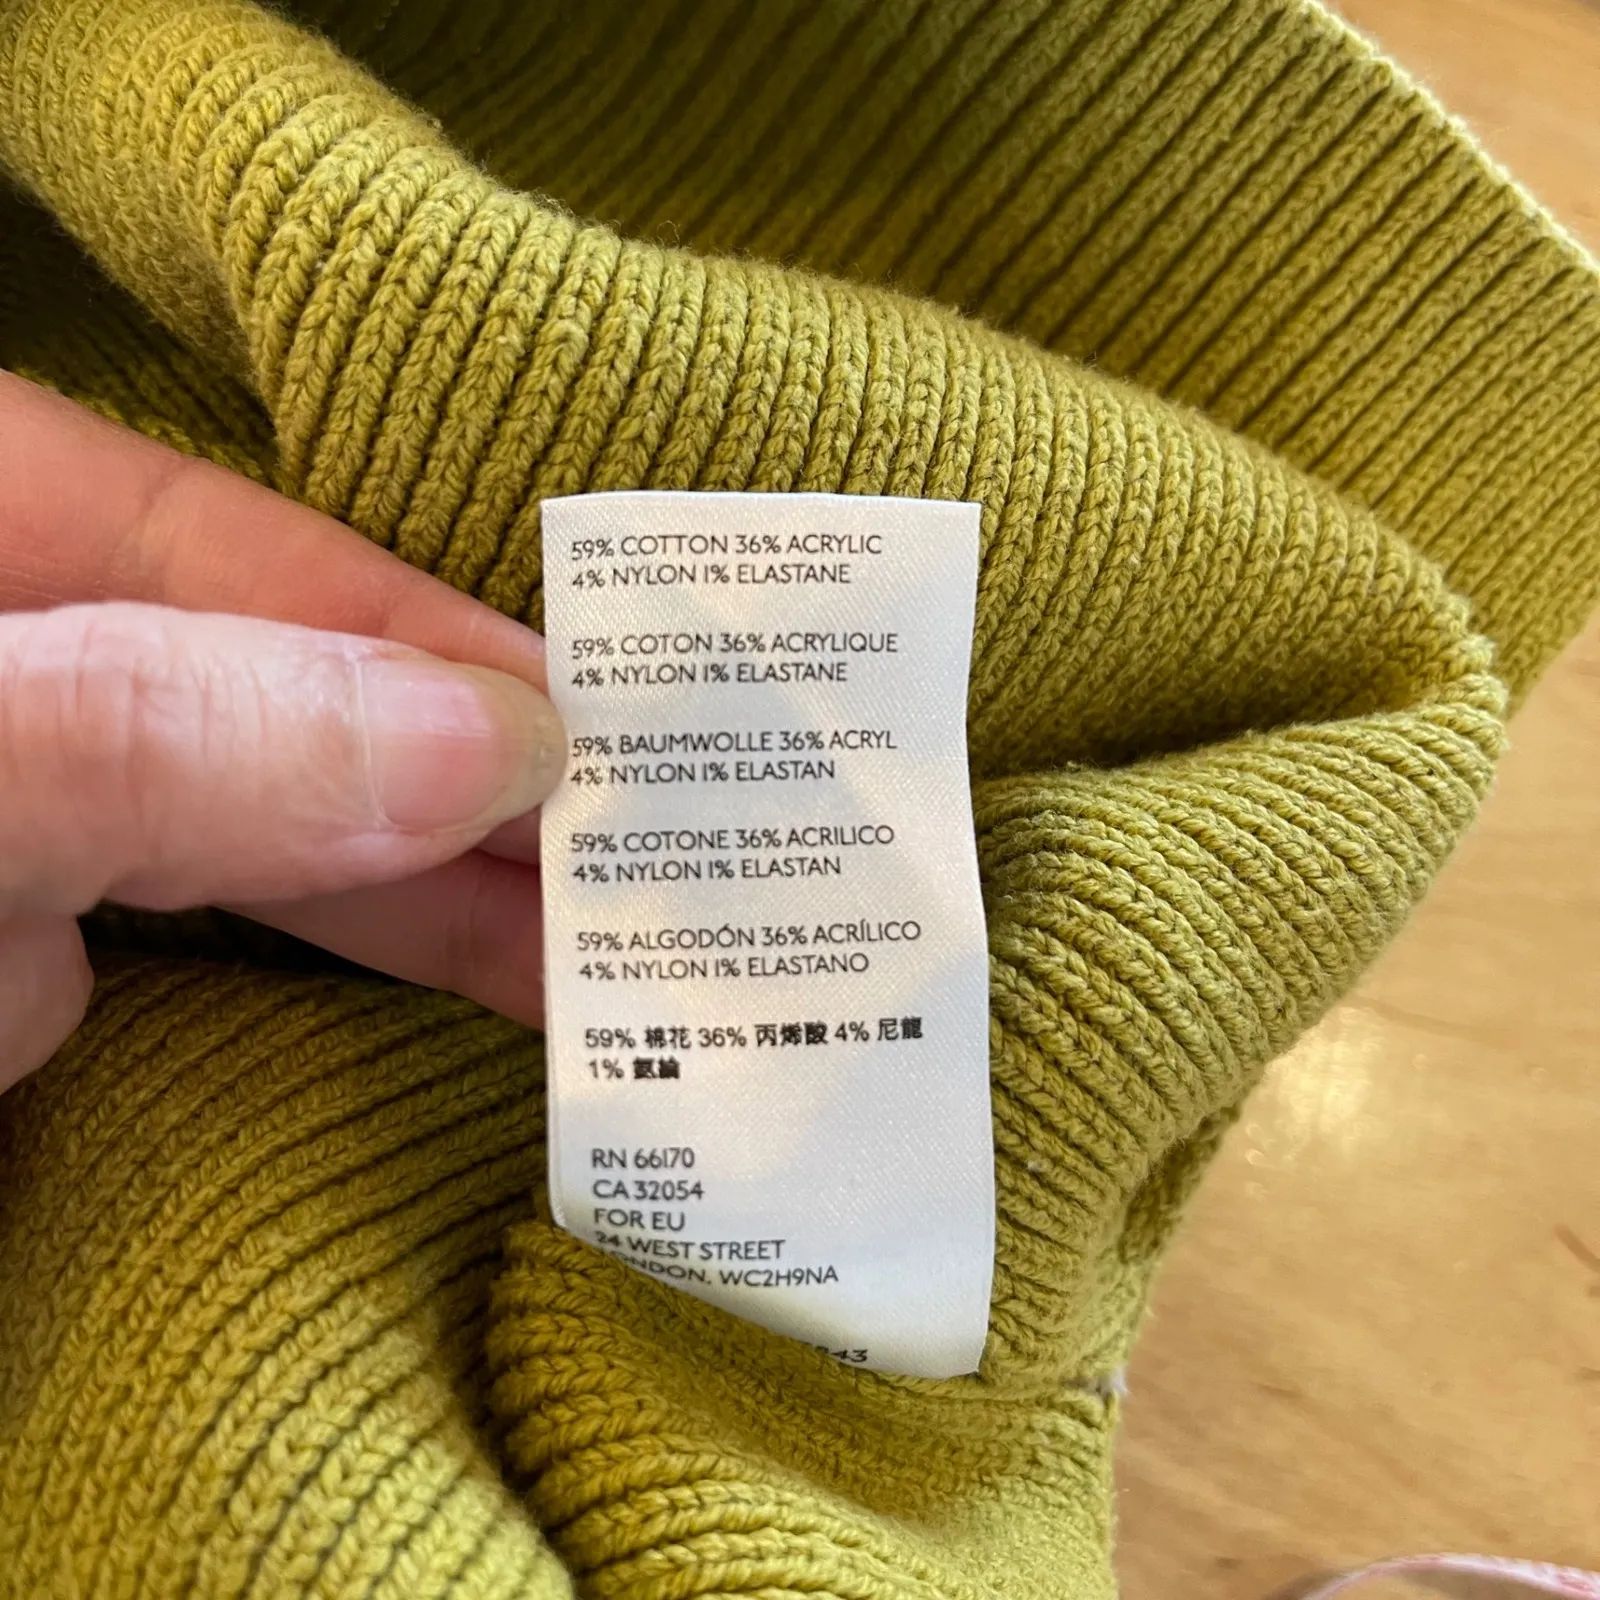 59% COTTON 36% ACRYLIC
4% NYLON 1% ELASTANE
59% COTON 36% ACRYLIQUE
4% NYLON 1% ELASTANE
59% BAUMWOLLE 36% ACRYL
4% NYLON 1% ELASTAN
59% COTONE 36% ACRILICO
4% NYLON 1% ELASTAN
59% ALGODÓN 36% ACRÍLICO
4% NYLON 1% ELASTANO
59% 棉花 36% 丙烯酸 4% 尼龍
1% 氨綸
RN 66170
CA 32054
FOR EU
24 WEST STREET
LONDON, WC2H9NA